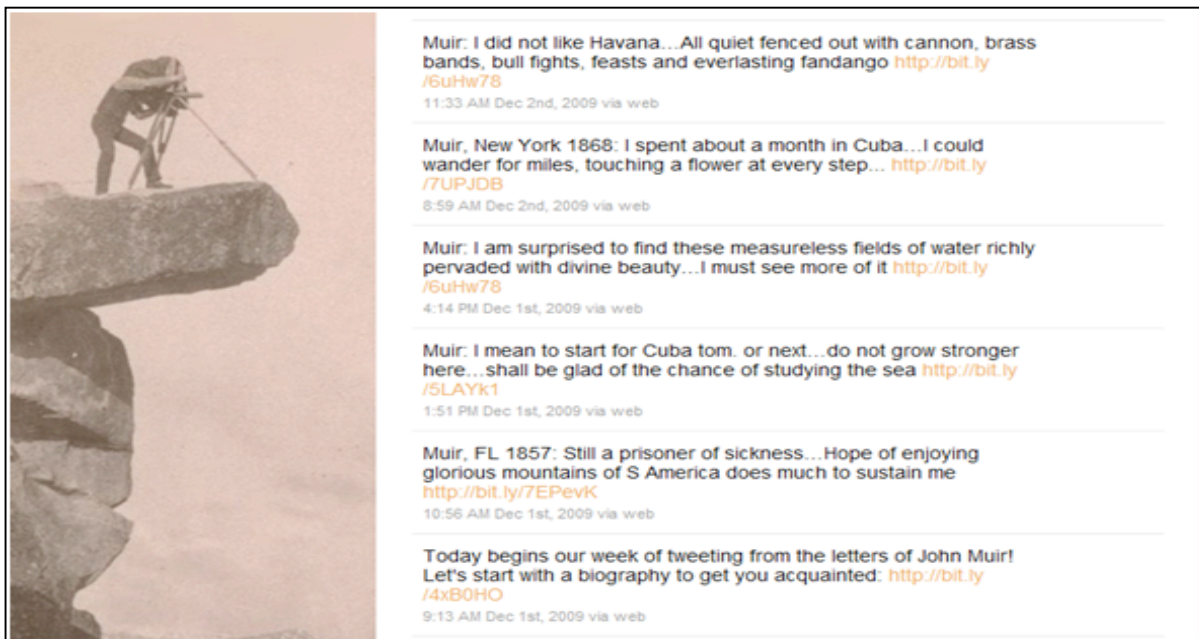 Muir: I did not like Havana...All quiet fenced out with cannon, brass
bands, bull fights, feasts and everlasting fandango http://bit.ly
/6uHw78
11:33 AM Dec 2nd, 2009 via web
Muir, New York 1868: I spent about a month in Cuba...I could
wander for miles, touching a flower at every step... http://bit.ly
/7UPJDB
8:59 AM Dec 2nd, 2009 via web
Muir: I am surprised to find these measureless fields of water richly
pervaded with divine beauty...I must see more of it http://bit.ly
/6uHw78
4:14 PM Dec 1st, 2009 via web
Muir: I mean to start for Cuba tom. or next...do not grow stronger
here...shall be glad of the chance of studying the sea http://bit.ly
/5LAYk1
1:51 PM Dec 1st, 2009 via web
Muir, FL 1857: Still a prisoner of sickness...Hope of enjoying
glorious mountains of S America does much to sustain me
http://bit.ly/7EPevK
10:56 AM Dec 1st, 2009 via web
Today begins our week of tweeting from the letters of John Muir!
Let's start with a biography to get you acquainted: http://bit.ly
/4xB0HO
9:13 AM Dec 1st, 2009 via web